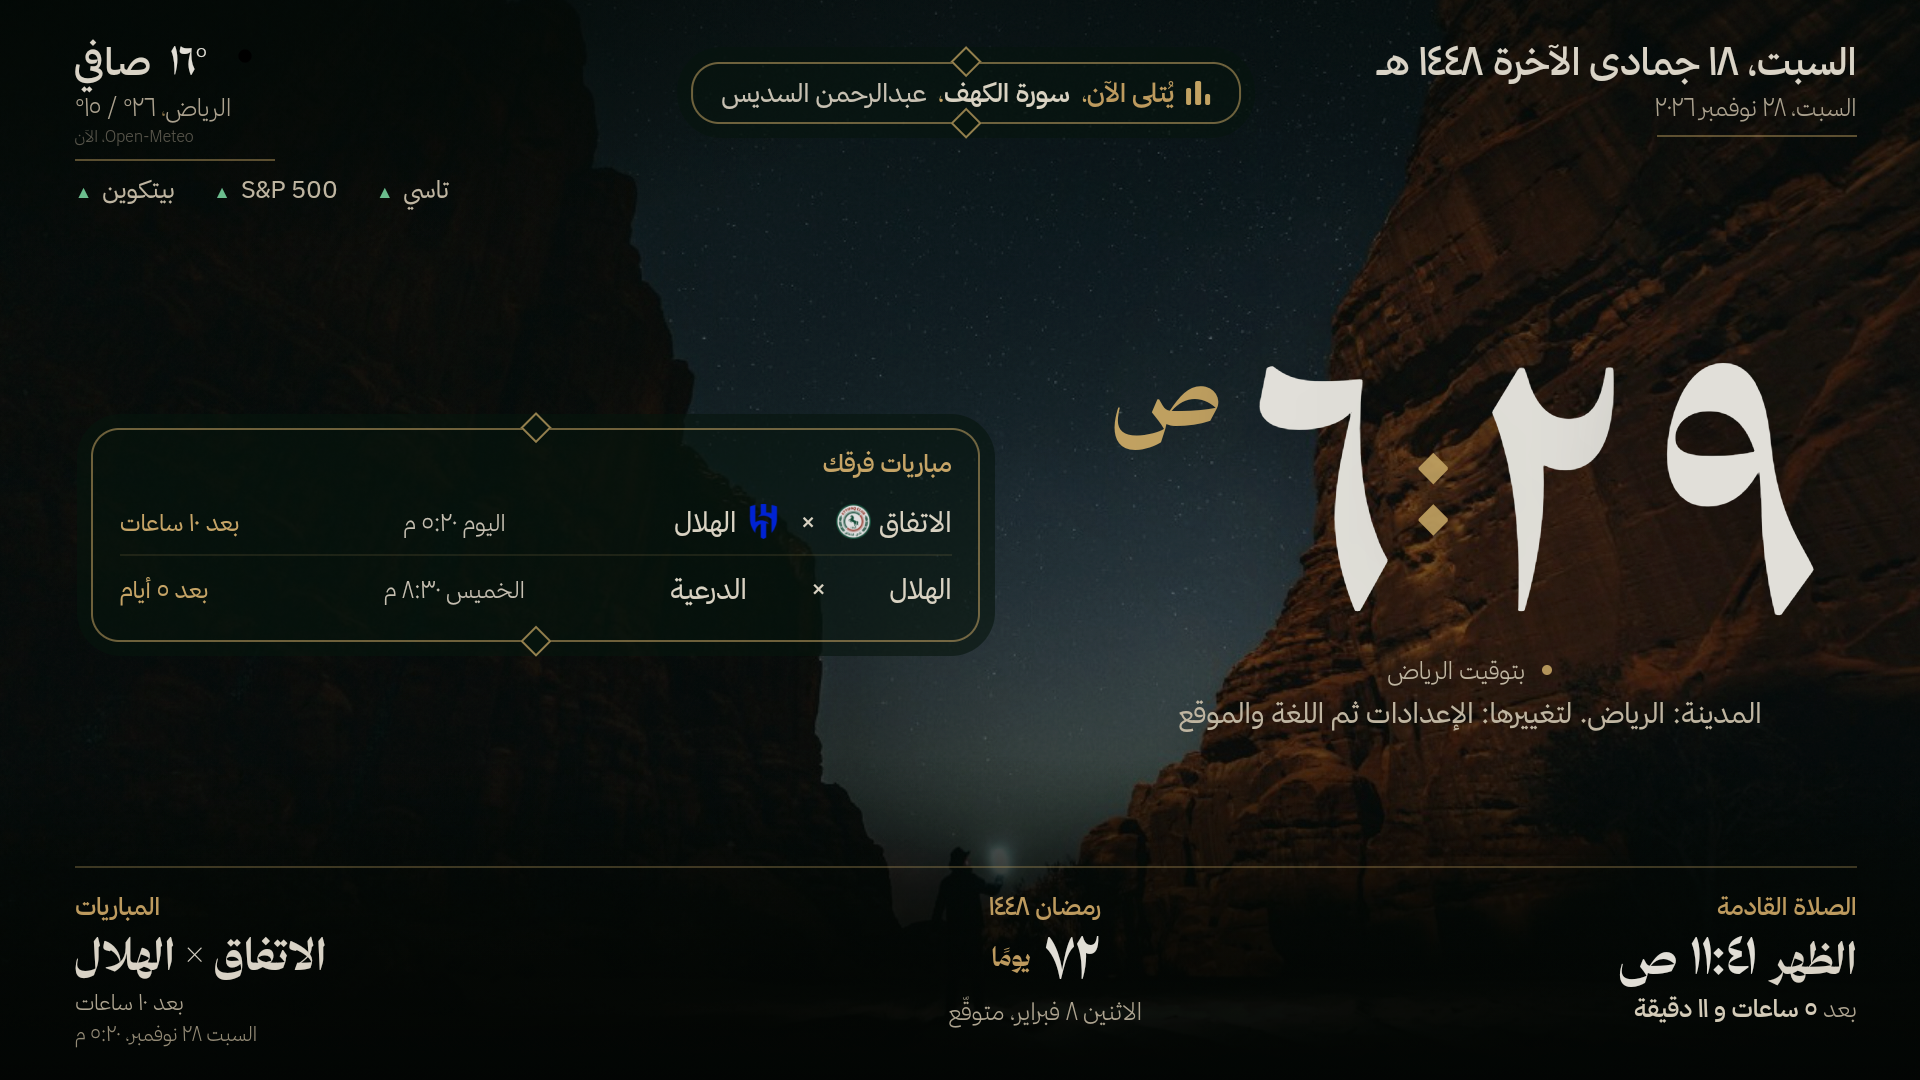 السبت، ١٨ جمادى الآخرة ١٤٤٨ هـ
السبت، ٢٨ نوفمبر ٢٠٢٦
يُتلى الآن، سورة الكهف، عبدالرحمن السديس
١٦° صافي
الرياض، ٢٦° / ١٥°
Open-Meteo، الآن
تاسي ▲ S&P 500 ▲ بيتكوين ▲
٦:٢٩ ص
بتوقيت الرياض
المدينة: الرياض. لتغييرها: الإعدادات ثم اللغة والموقع
مباريات فرقك
الاتفاق × الهلال اليوم ٥:٢٠ م بعد ١٠ ساعات
الهلال × الدرعية الخميس ٨:٣٠ م بعد ٥ أيام
الصلاة القادمة
الظهر ١١:٤١ ص
بعد ٥ ساعات و ١١ دقيقة
رمضان ١٤٤٨
٧٢ يومًا
الاثنين ٨ فبراير، متوقّع
المباريات
الاتفاق × الهلال
بعد ١٠ ساعات
السبت ٢٨ نوفمبر، ٥:٢٠ م